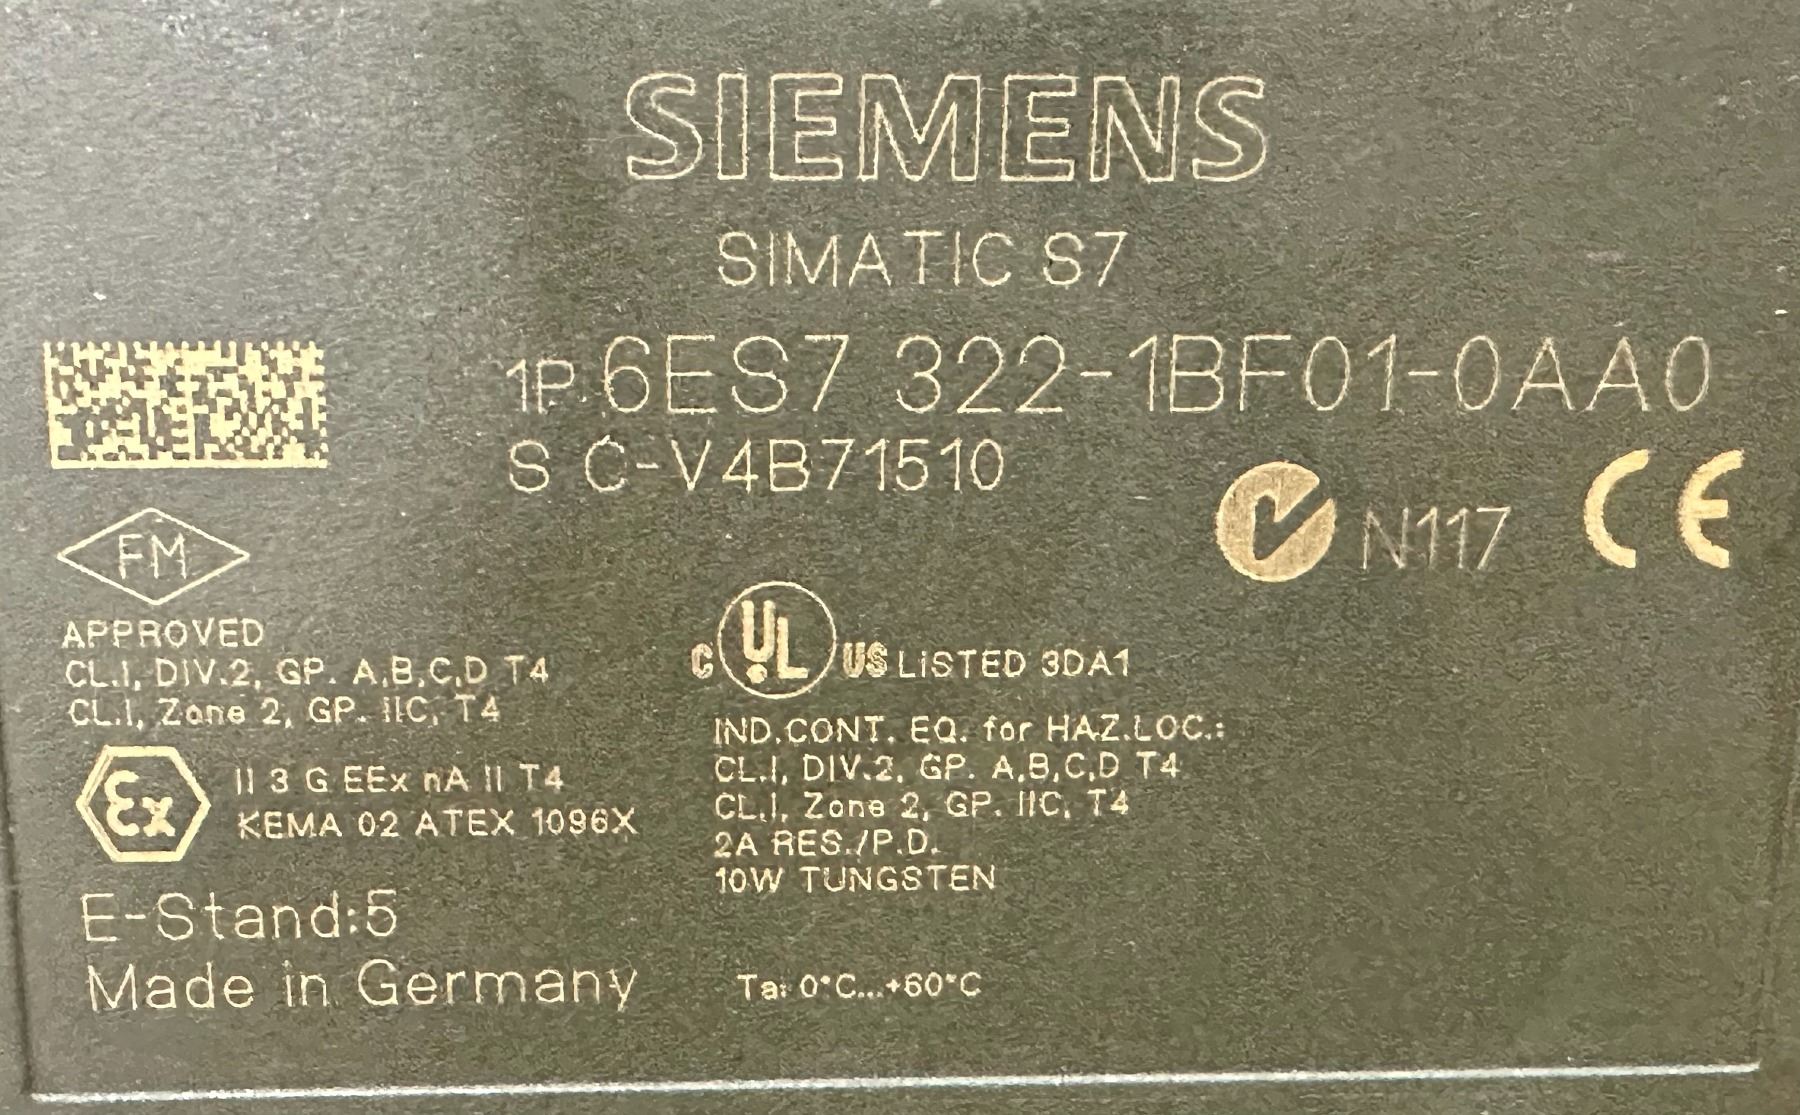 SIEMENS
SIMATIC S7
1P 6ES7 322-1BF01-0AA0
S C-V4B71510
N117 CE
FM
APPROVED
CL.I, DIV.2, GP. A,B,C,D T4
CL.I, Zone 2, GP. IIC, T4
Ex
II 3 G EEx nA II T4
KEMA 02 ATEX 1096X
E-Stand:5
Made in Germany
C UL US LISTED 3DA1
IND.CONT. EQ. for HAZ.LOC.:
CL.I, DIV.2, GP. A,B,C,D T4
CL.I, Zone 2, GP. IIC, T4
2A RES./P.D.
10W TUNGSTEN
Ta: 0°C...+60°C